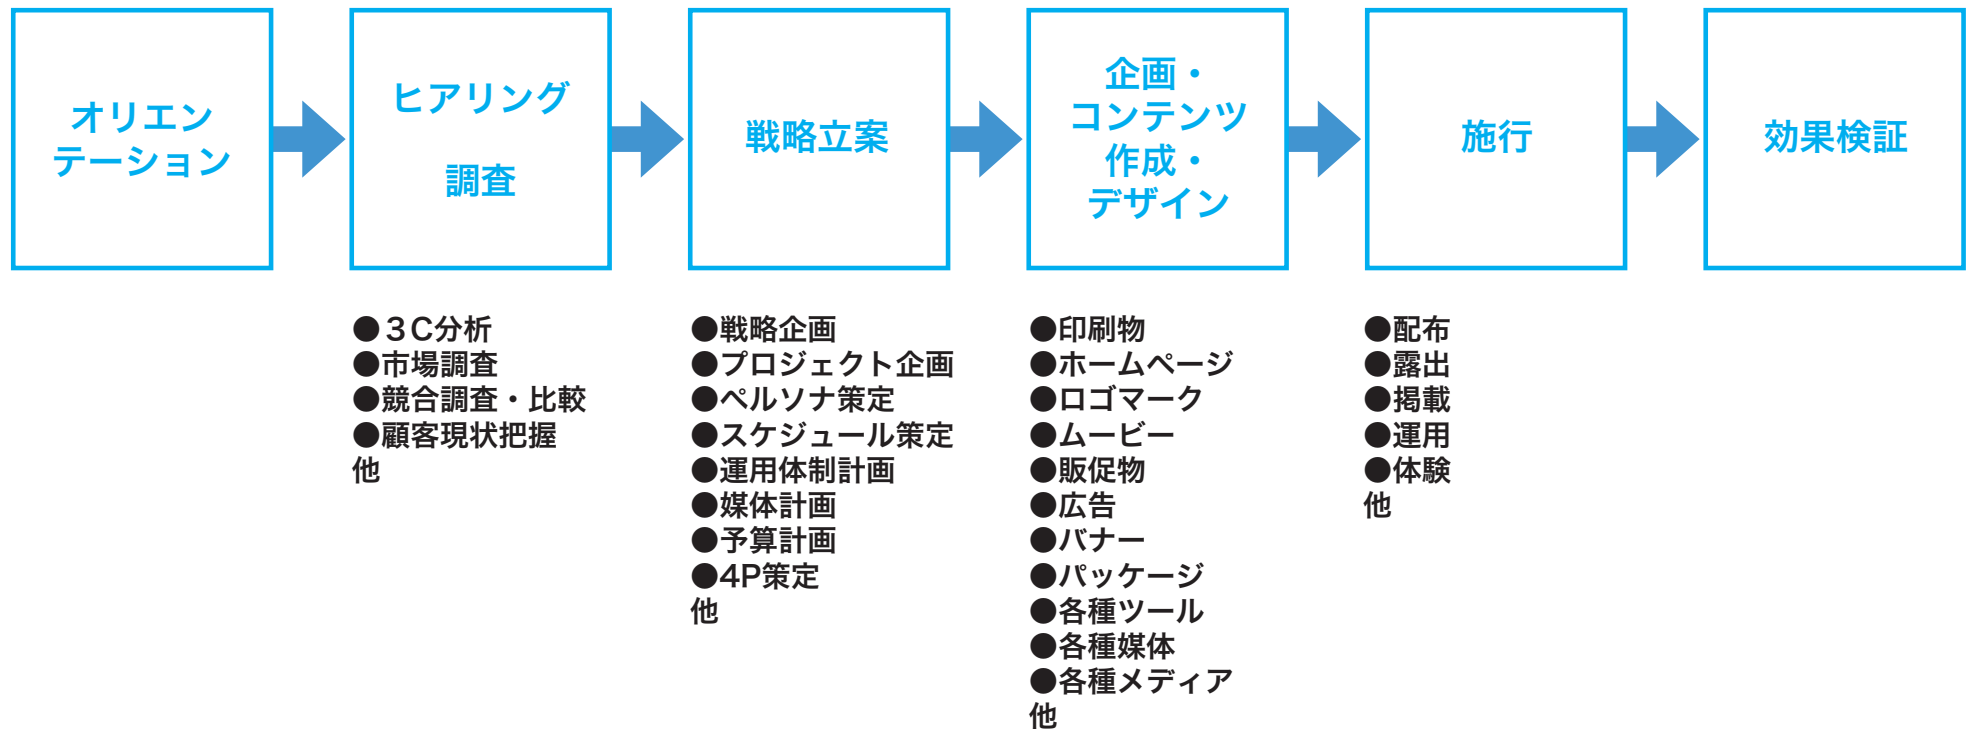 オリエン
テーション
ヒアリング
調査
戦略立案
企画・
コンテンツ
作成・
デザイン
施行
効果検証
●３C分析
●市場調査
●競合調査・比較
●顧客現状把握
他
●戦略企画
●プロジェクト企画
●ペルソナ策定
●スケジュール策定
●運用体制計画
●媒体計画
●予算計画
●4P策定
他
●印刷物
●ホームページ
●ロゴマーク
●ムービー
●販促物
●広告
●バナー
●パッケージ
●各種ツール
●各種媒体
●各種メディア
他
●配布
●露出
●掲載
●運用
●体験
他